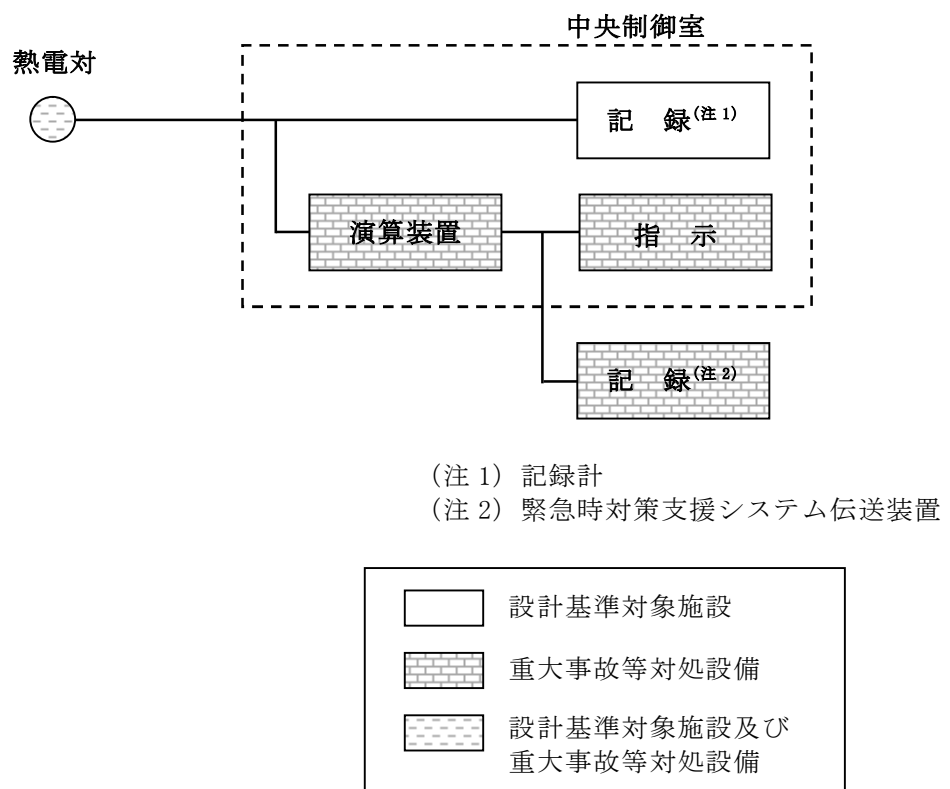 中央制御室
熱電対
記 録(注 1)
演算装置
指 示
記 録(注 2)
(注 1) 記録計
(注 2) 緊急時対策支援システム伝送装置
設計基準対象施設
重大事故等対処設備
設計基準対象施設及び
重大事故等対処設備